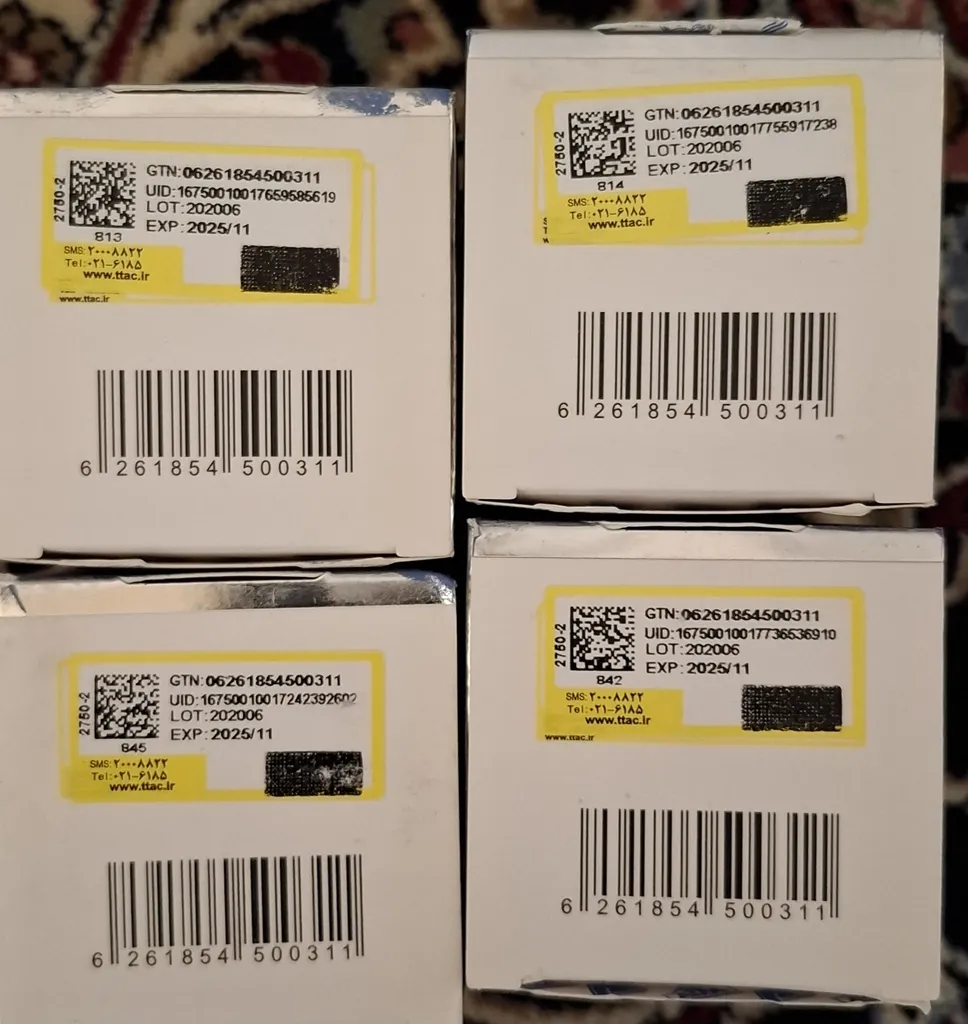 GTN:06261854500311
UID:16750010017659585619
LOT:202006
EXP:2025/11
2750-2
813
SMS:۲۰۰۰۸۸۲۲
Tel:۰۲۱-۶۱۸۵
www.ttac.ir
www.ttac.ir
6 261854 500311
GTN:06261854500311
UID:16750010017755917238
LOT:202006
EXP:2025/11
2750-2
814
SMS:۲۰۰۰۸۸۲۲
Tel:۰۲۱-۶۱۸۵
www.ttac.ir
6 261854 500311
GTN:06261854500311
UID:16750010017242392602
LOT:202006
EXP:2025/11
2750-2
845
SMS:۲۰۰۰۸۸۲۲
Tel:۰۲۱-۶۱۸۵
www.ttac.ir
6 261854 500311
GTN:06261854500311
UID:16750010017736536910
LOT:202006
EXP:2025/11
2750-2
842
SMS:۲۰۰۰۸۸۲۲
Tel:۰۲۱-۶۱۸۵
www.ttac.ir
www.ttac.ir
6 261854 500311